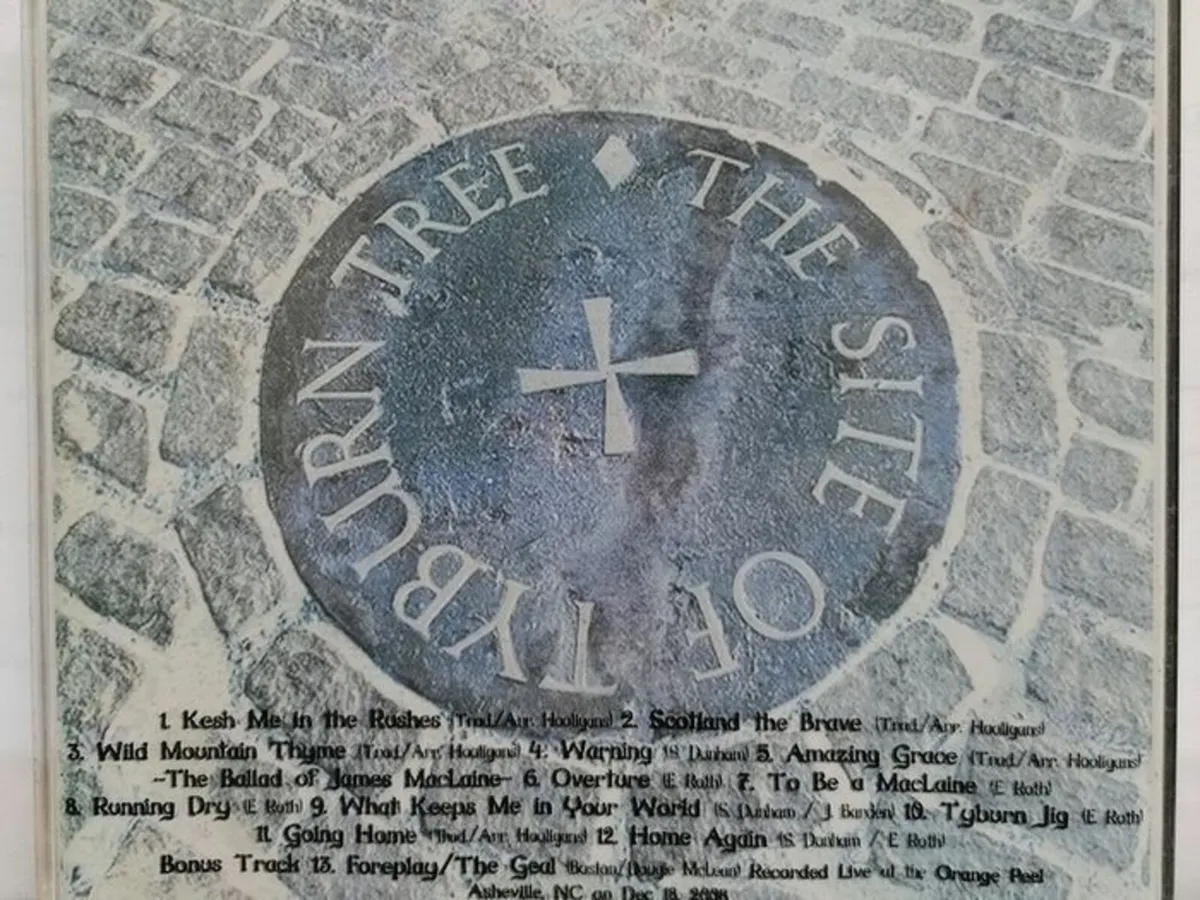 THE SITE OF TYBURN TREE
1. Kesh Me in the Rushes (Trad./Arr. Hooligans) 2. Scotland the Brave (Trad/Arr. Hooligans)
3. Wild Mountain Thyme (Trad/Arr. Hooligans) 4. Warning (S. Dunham) 5. Amazing Grace (Trad/Arr. Hooligans)
~The Ballad of James MacLaine~ 6. Overture (E. Roth) 7. To Be a MacLaine (E. Roth)
8. Running Dry (E. Roth) 9. What Keeps Me in Your World (S. Dunham / J. Borden) 10. Tyburn Jig (E. Roth)
11. Going Home (Trad/Arr. Hooligans) 12. Home Again (S. Dunham / E. Roth)
Bonus Track 13. Foreplay/The Geal (Boston/Dougie McLean) Recorded Live at the Orange Peel
Asheville, NC on Dec 18, 2008